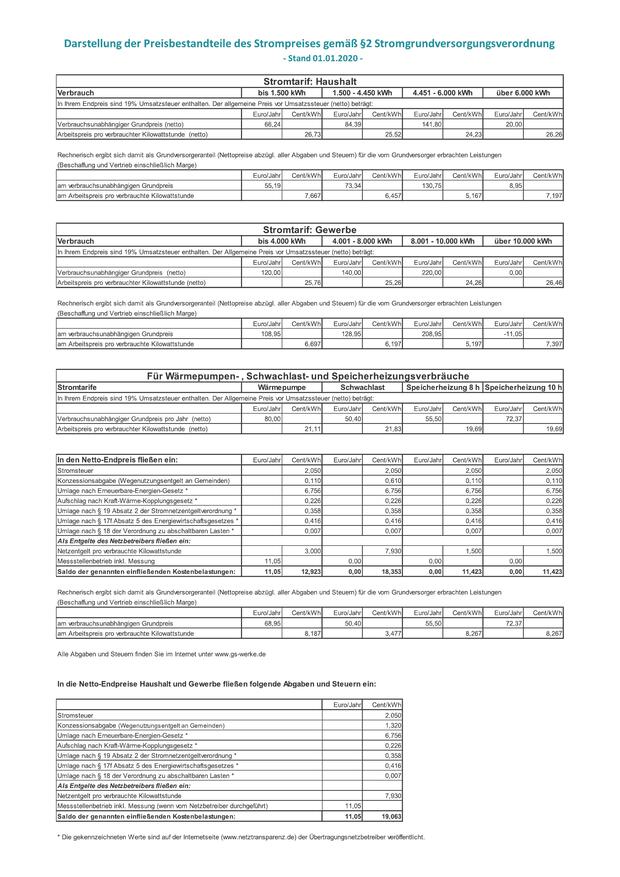 Darstellung der Preisbestandteile des Strompreises gemäß §2 Stromgrundversorgungsverordnung
- Stand 01.01.2020 -
Stromtarif: Haushalt
Verbrauch bis 1.500 kWh 1.500 - 4.450 kWh 4.451 - 6.000 kWh über 6.000 kWh
In Ihrem Endpreis sind 19% Umsatzsteuer enthalten. Der allgemeine Preis vor Umsatzssteuer (netto) beträgt:
Euro/Jahr Cent/kWh Euro/Jahr Cent/kWh Euro/Jahr Cent/kWh Euro/Jahr Cent/kWh
Verbrauchsunabhängiger Grundpreis (netto) 66,24 84,39 141,80 20,00
Arbeitspreis pro verbrauchter Kilowattstunde (netto) 26,73 25,52 24,23 26,26
Rechnerisch ergibt sich damit als Grundversorgeranteil (Nettopreise abzügl. aller Abgaben und Steuern) für die vom Grundversorger erbrachten Leistungen
(Beschaffung und Vertrieb einschließlich Marge)
Euro/Jahr Cent/kWh Euro/Jahr Cent/kWh Euro/Jahr Cent/kWh Euro/Jahr Cent/kWh
am verbrauchsunabhängigen Grundpreis 55,19 73,34 130,75 8,95
am Arbeitspreis pro verbrauchte Kilowattstunde 7,667 6,457 5,167 7,197
Stromtarif: Gewerbe
Verbrauch bis 4.000 kWh 4.001 - 8.000 kWh 8.001 - 10.000 kWh über 10.000 kWh
In Ihrem Endpreis sind 19% Umsatzsteuer enthalten. Der Allgemeine Preis vor Umsatzssteuer (netto) beträgt:
Euro/Jahr Cent/kWh Euro/Jahr Cent/kWh Euro/Jahr Cent/kWh Euro/Jahr Cent/kWh
Verbrauchsunabhängiger Grundpreis (netto) 120,00 140,00 220,00 0,00
Arbeitspreis pro verbrauchter Kilowattstunde (netto) 25,76 25,26 24,26 26,46
Rechnerisch ergibt sich damit als Grundversorgeranteil (Nettopreise abzügl. aller Abgaben und Steuern) für die vom Grundversorger erbrachten Leistungen
(Beschaffung und Vertrieb einschließlich Marge)
Euro/Jahr Cent/kWh Euro/Jahr Cent/kWh Euro/Jahr Cent/kWh Euro/Jahr Cent/kWh
am verbrauchsunabhängigen Grundpreis 108,95 128,95 208,95 -11,05
am Arbeitspreis pro verbrauchte Kilowattstunde 6,697 6,197 5,197 7,397
Für Wärmepumpen- , Schwachlast- und Speicherheizungsverbräuche
Stromtarife Wärmepumpe Schwachlast Speicherheizung 8 h Speicherheizung 10 h
In Ihrem Endpreis sind 19% Umsatzsteuer enthalten. Der Allgemeine Preis vor Umsatzssteuer (netto) beträgt:
Euro/Jahr Cent/kWh Euro/Jahr Cent/kWh Euro/Jahr Cent/kWh Euro/Jahr Cent/kWh
Verbrauchsunabhängiger Grundpreis pro Jahr (netto) 80,00 50,40 55,50 72,37
Arbeitspreis pro verbrauchter Kilowattstunde (netto) 21,11 21,83 19,69 19,69
In den Netto-Endpreis fließen ein: Euro/Jahr Cent/kWh Euro/Jahr Cent/kWh Euro/Jahr Cent/kWh Euro/Jahr Cent/kWh
Stromsteuer 2,050 2,050 2,050 2,050
Konzessionsabgabe (Wegenutzungsentgelt an Gemeinden) 0,110 0,610 0,110 0,110
Umlage nach Erneuerbare-Energien-Gesetz * 6,756 6,756 6,756 6,756
Aufschlag nach Kraft-Wärme-Kopplungsgesetz * 0,226 0,226 0,226 0,226
Umlage nach § 19 Absatz 2 der Stromnetzentgeltverordnung * 0,358 0,358 0,358 0,358
Umlage nach § 17f Absatz 5 des Energiewirtschaftsgesetzes * 0,416 0,416 0,416 0,416
Umlage nach § 18 der Verordnung zu abschaltbaren Lasten * 0,007 0,007 0,007 0,007
Als Entgelte des Netzbetreibers fließen ein:
Netzentgelt pro verbrauchte Kilowattstunde 3,000 7,930 1,500 1,500
Messstellenbetrieb inkl. Messung 11,05 0,00 0,00 0,00
Saldo der genannten einfließenden Kostenbelastungen: 11,05 12,923 0,00 18,353 0,00 11,423 0,00 11,423
Rechnerisch ergibt sich damit als Grundversorgeranteil (Nettopreise abzügl. aller Abgaben und Steuern) für die vom Grundversorger erbrachten Leistungen
(Beschaffung und Vertrieb einschließlich Marge)
Euro/Jahr Cent/kWh Euro/Jahr Cent/kWh Euro/Jahr Cent/kWh Euro/Jahr Cent/kWh
am verbrauchsunabhängigen Grundpreis 68,95 50,40 55,50 72,37
am Arbeitspreis pro verbrauchte Kilowattstunde 8,187 3,477 8,267 8,267
Alle Abgaben und Steuern finden Sie im Internet unter www.gs-werke.de
In die Netto-Endpreise Haushalt und Gewerbe fließen folgende Abgaben und Steuern ein:
Euro/Jahr Cent/kWh
Stromsteuer 2,050
Konzessionsabgabe (Wegenutzungsentgelt an Gemeinden) 1,320
Umlage nach Erneuerbare-Energien-Gesetz * 6,756
Aufschlag nach Kraft-Wärme-Kopplungsgesetz * 0,226
Umlage nach § 19 Absatz 2 der Stromnetzentgeltverordnung * 0,358
Umlage nach § 17f Absatz 5 des Energiewirtschaftsgesetzes * 0,416
Umlage nach § 18 der Verordnung zu abschaltbaren Lasten * 0,007
Als Entgelte des Netzbetreibers fließen ein:
Netzentgelt pro verbrauchte Kilowattstunde 7,930
Messstellenbetrieb inkl. Messung (wenn vom Netzbetreiber durchgeführt) 11,05
Saldo der genannten einfließenden Kostenbelastungen: 11,05 19,063
* Die gekennzeichneten Werte sind auf der Internetseite (www.netztransparenz.de) der Übertragungsnetzbetreiber veröffentlicht.